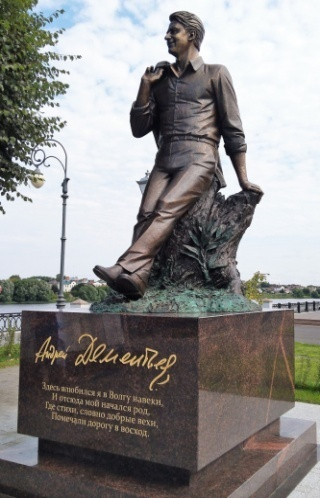 Андрей Дементьев
Здесь влюбился я в Волгу навеки,
И отсюда мой начался род,
Где стихи, словно добрые вехи,
Помечали дорогу в восход.